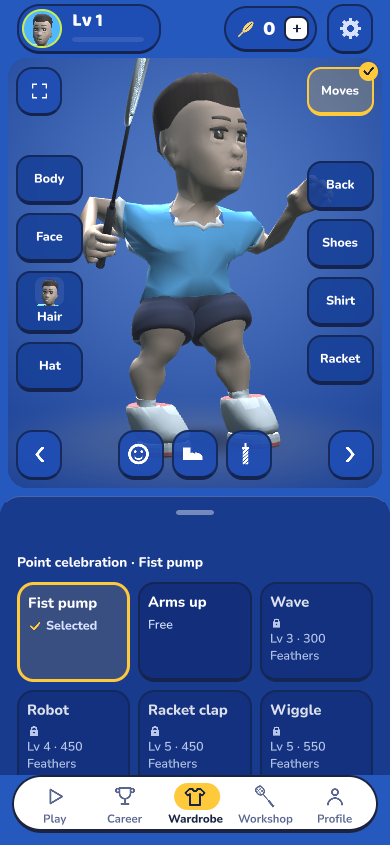 Lv 1
0
+
Moves
Body
Back
Face
Shoes
Hair
Shirt
Hat
Racket
Point celebration · Fist pump
Fist pump
Selected
Arms up
Free
Wave
Lv 3 · 300
Feathers
Robot
Lv 4 · 450
Feathers
Racket clap
Lv 5 · 450
Feathers
Wiggle
Lv 5 · 550
Feathers
Play
Career
Wardrobe
Workshop
Profile